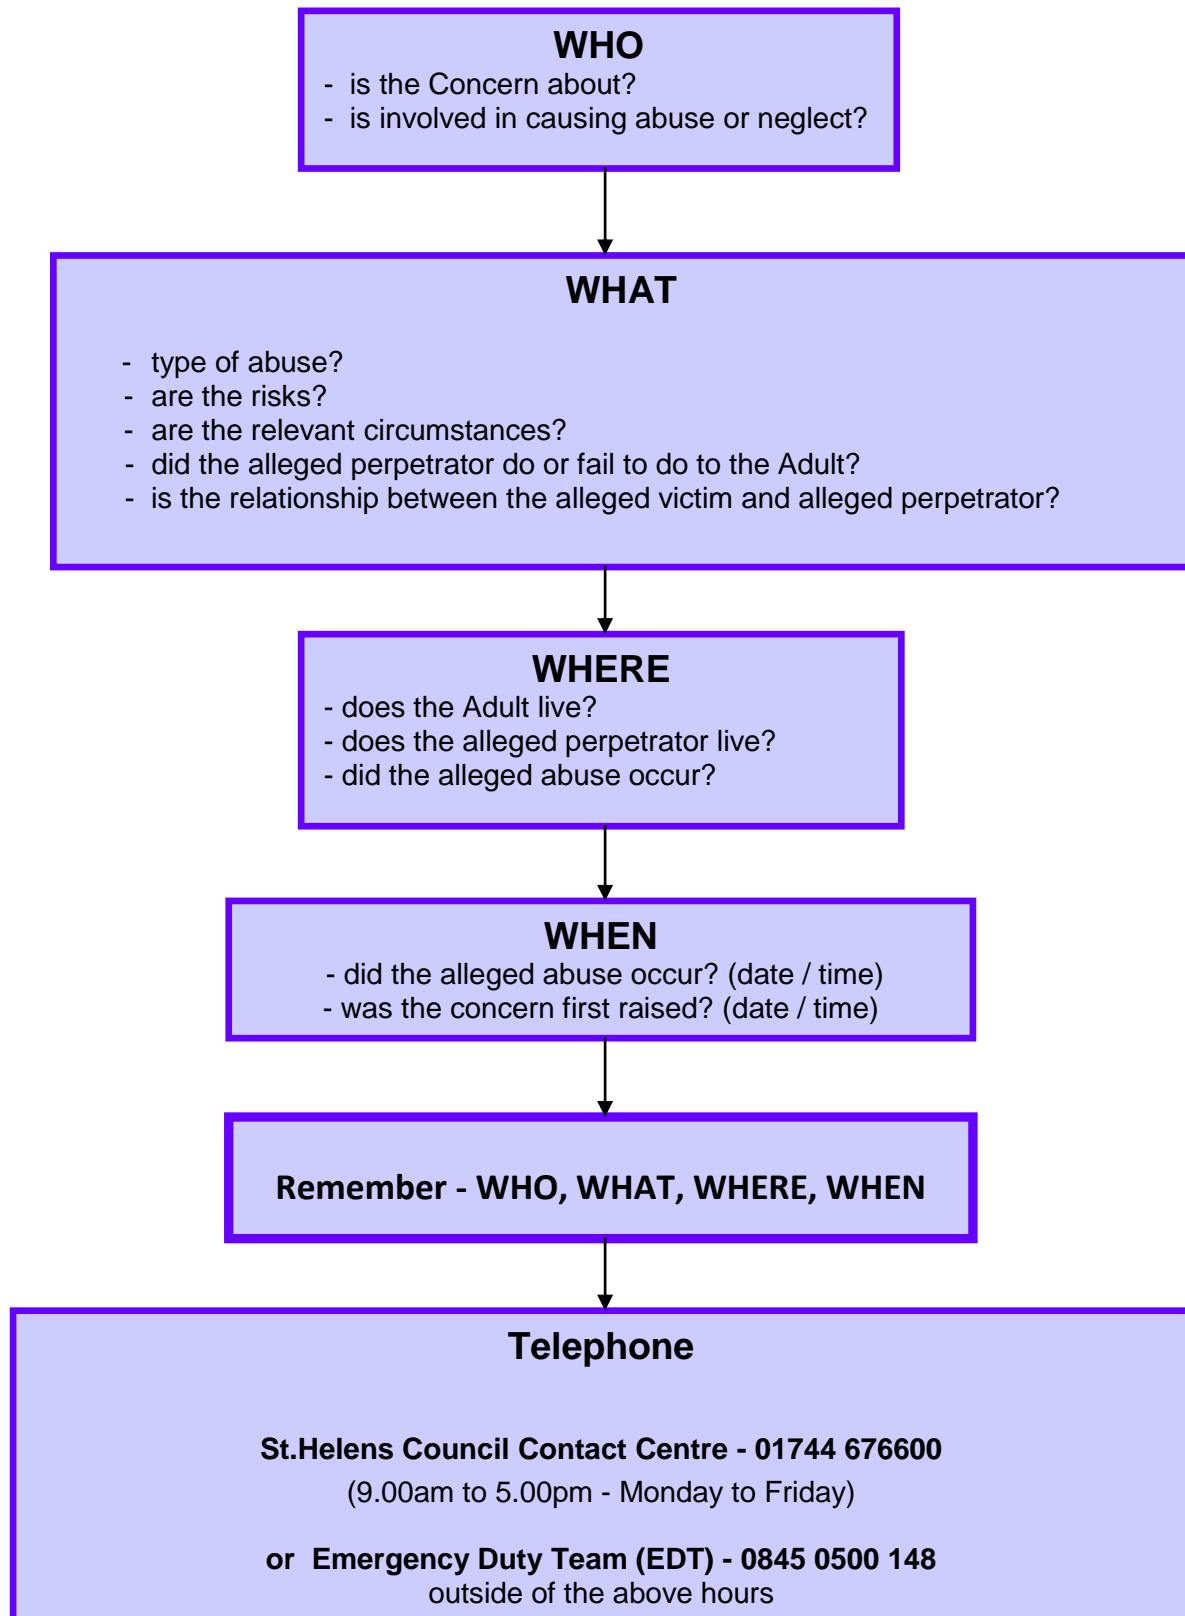 WHO
- is the Concern about?
- is involved in causing abuse or neglect?
WHAT
- type of abuse?
- are the risks?
- are the relevant circumstances?
- did the alleged perpetrator do or fail to do to the Adult?
- is the relationship between the alleged victim and alleged perpetrator?
WHERE
- does the Adult live?
- does the alleged perpetrator live?
- did the alleged abuse occur?
WHEN
- did the alleged abuse occur? (date / time)
- was the concern first raised? (date / time)
Remember - WHO, WHAT, WHERE, WHEN
Telephone
St.Helens Council Contact Centre - 01744 676600
(9.00am to 5.00pm - Monday to Friday)
or Emergency Duty Team (EDT) - 0845 0500 148
outside of the above hours